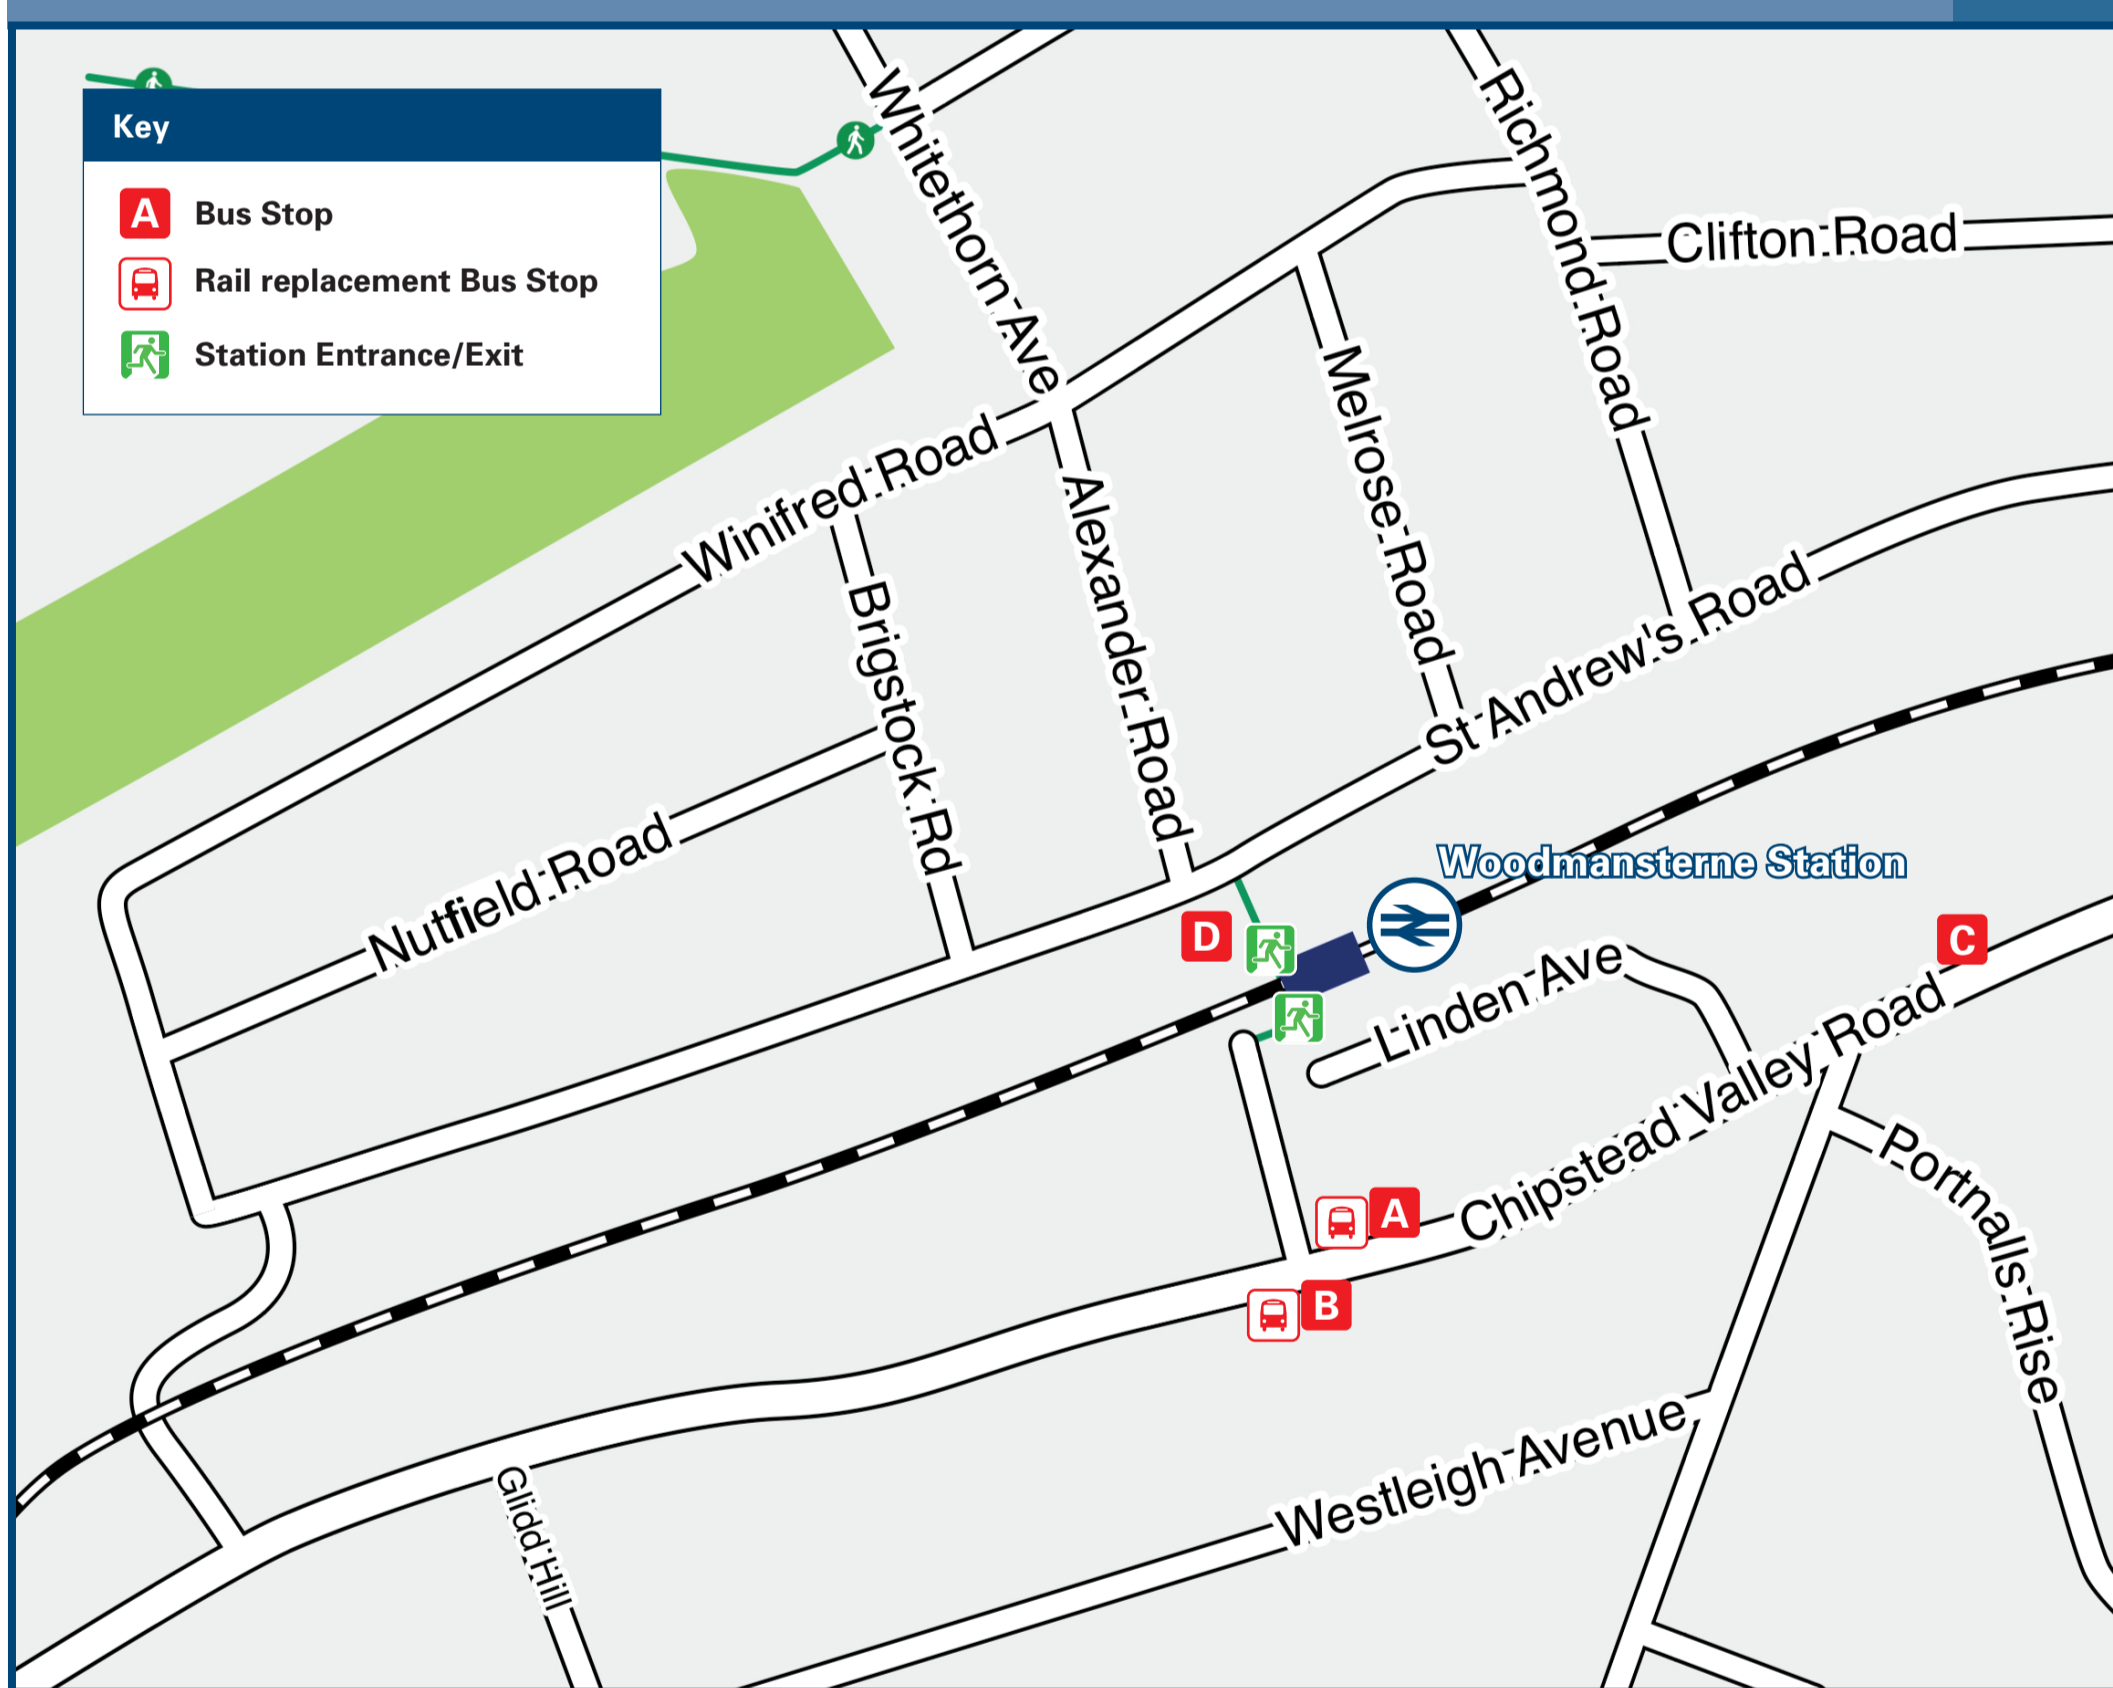 Key
A Bus Stop
Rail replacement Bus Stop
Station Entrance/Exit
Whitethorn Ave
Richmond Road
Clifton Road
Melrose Road
Winifred Road
Alexander Road
Brigstock Rd
St Andrew's Road
Nutfield Road
Woodmansterne Station
D
C
Linden Ave
Chipstead Valley Road
Portnalls Rise
A
B
Westleigh Avenue
Glidd Hill